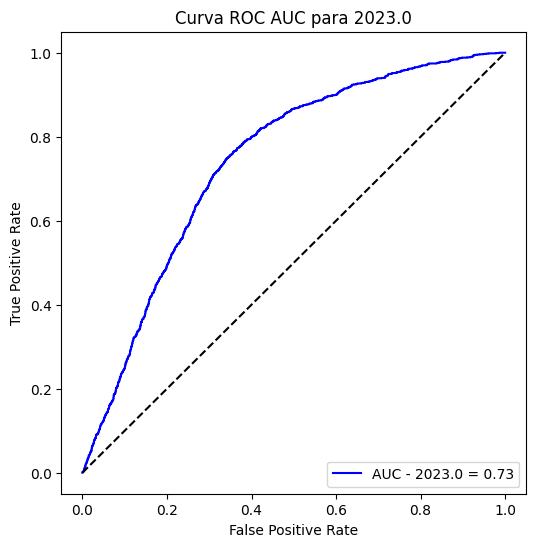 Curva ROC AUC para 2023.0
True Positive Rate
1.0
0.8
0.6
0.4
0.2
0.0
AUC - 2023.0 = 0.73
0.0 0.2 0.4 0.6 0.8 1.0
False Positive Rate